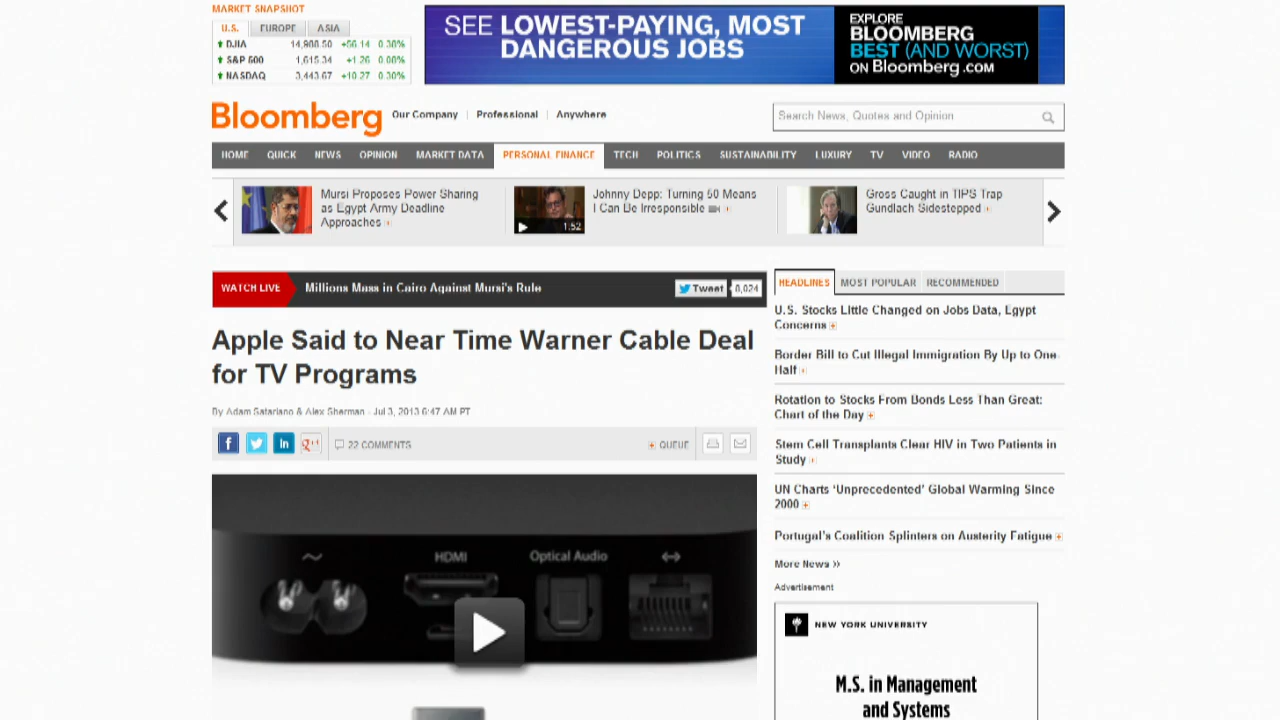 MARKET SNAPSHOT
U.S. EUROPE ASIA
DJIA 14,988.50 +56.14 0.38%
S&P 500 1,615.34 +1.26 0.08%
NASDAQ 3,443.67 +10.27 0.30%
SEE LOWEST-PAYING, MOST
DANGEROUS JOBS
EXPLORE
BLOOMBERG
BEST (AND WORST)
ON Bloomberg.COM
Bloomberg
Our Company | Professional | Anywhere
Search News, Quotes and Opinion
HOME QUICK NEWS OPINION MARKET DATA PERSONAL FINANCE TECH POLITICS SUSTAINABILITY LUXURY TV VIDEO RADIO
Mursi Proposes Power Sharing
as Egypt Army Deadline
Approaches
1:52
Johnny Depp: Turning 50 Means
I Can Be Irresponsible
Gross Caught in TIPS Trap
Gundlach Sidestepped
WATCH LIVE
Millions Mass in Cairo Against Mursi's Rule
Tweet 8,024
Apple Said to Near Time Warner Cable Deal
for TV Programs
By Adam Satariano & Alex Sherman - Jul 3, 2013 6:47 AM PT
f in g+1
22 COMMENTS
+ QUEUE
HDMI
Optical Audio
HEADLINES MOST POPULAR RECOMMENDED
U.S. Stocks Little Changed on Jobs Data, Egypt
Concerns
Border Bill to Cut Illegal Immigration By Up to One-
Half
Rotation to Stocks From Bonds Less Than Great:
Chart of the Day
Stem Cell Transplants Clear HIV in Two Patients in
Study
UN Charts ‘Unprecedented’ Global Warming Since
2000
Portugal's Coalition Splinters on Austerity Fatigue
More News »
Advertisement
NEW YORK UNIVERSITY
M.S. in Management
and Systems